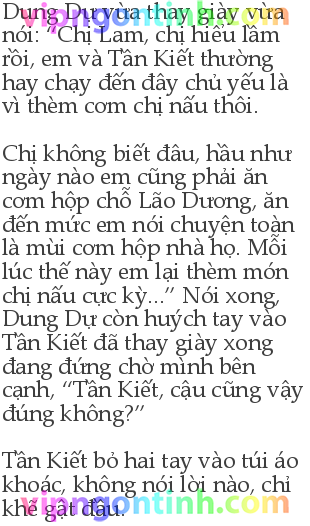 Dung Dự vừa thay giày vừa
nói: “Chị Lam, chị hiểu lầm
rồi, em và Tần Kiết thường
hay chạy đến đây chủ yếu là
vì thèm cơm chị nấu thôi.

Chị không biết đâu, hầu như
ngày nào em cũng phải ăn
cơm hộp chỗ Lão Dương, ăn
đến mức em nói chuyện toàn
là mùi cơm hộp nhà họ. Mỗi
lúc thế này em lại thèm món
chị nấu cực kỳ...” Nói xong,
Dung Dự còn huých tay vào
Tần Kiết đã thay giày xong
đang đứng chờ mình bên
cạnh, “Tần Kiết, cậu cũng vậy
đúng không?”

Tần Kiết bỏ hai tay vào túi áo
khoác, không nói lời nào, chỉ
khẽ gật đầu.
vipngontinh.com
vipngontinh.com